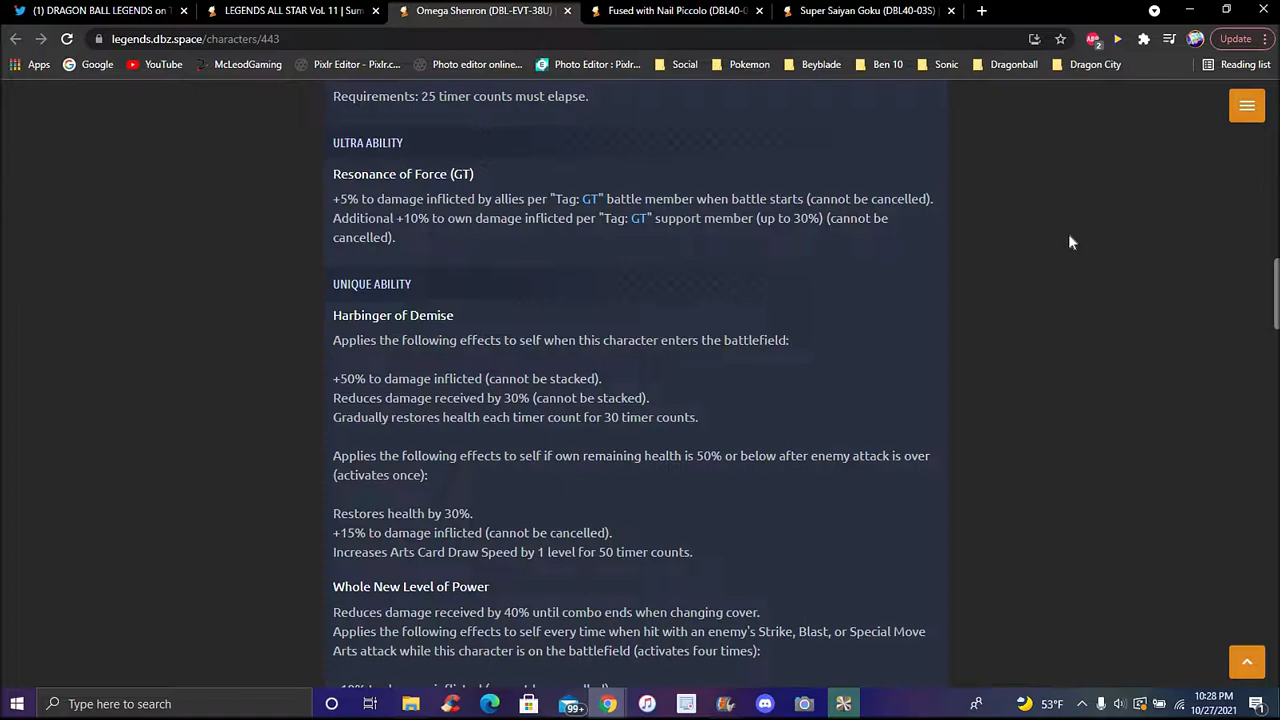 (1) DRAGON BALL LEGENDS on T
LEGENDS ALL STAR Vol. 11 | Sum
Omega Shenron (DBL-EVT-38U)
Fused with Nail Piccolo (DBL40-0
Super Saiyan Goku (DBL40-03S)
legends.dbz.space/characters/443
2
Update
Apps
Google
YouTube
McLeodGaming
Pixlr Editor - Pixlr.c...
Photo editor online...
Photo Editor : Pixlr...
Social
Pokemon
Beyblade
Ben 10
Sonic
Dragonball
Dragon City
Reading list
Requirements: 25 timer counts must elapse.
ULTRA ABILITY
Resonance of Force (GT)
+5% to damage inflicted by allies per "Tag: GT" battle member when battle starts (cannot be cancelled).
Additional +10% to own damage inflicted per "Tag: GT" support member (up to 30%) (cannot be
cancelled).
UNIQUE ABILITY
Harbinger of Demise
Applies the following effects to self when this character enters the battlefield:
+50% to damage inflicted (cannot be stacked).
Reduces damage received by 30% (cannot be stacked).
Gradually restores health each timer count for 30 timer counts.
Applies the following effects to self if own remaining health is 50% or below after enemy attack is over
(activates once):
Restores health by 30%.
+15% to damage inflicted (cannot be cancelled).
Increases Arts Card Draw Speed by 1 level for 50 timer counts.
Whole New Level of Power
Reduces damage received by 40% until combo ends when changing cover.
Applies the following effects to self every time when hit with an enemy's Strike, Blast, or Special Move
Arts attack while this character is on the battlefield (activates four times):
Type here to search
99+
53°F
10:28 PM
10/27/2021